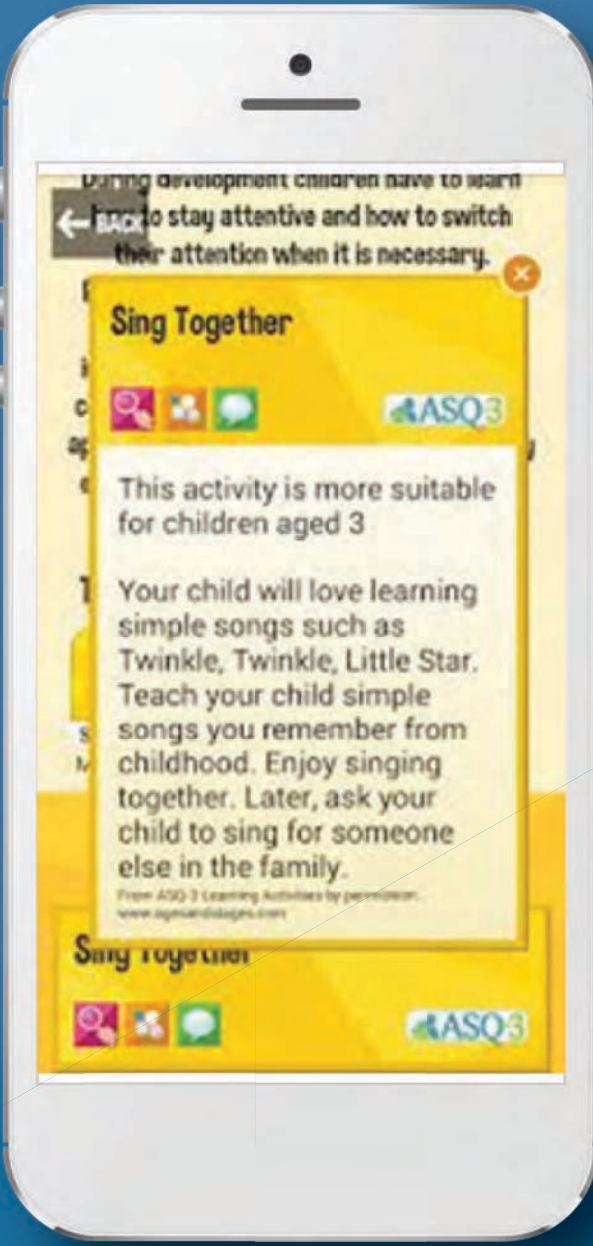 During development children have to learn
how to stay attentive and how to switch
BACK
their attention when it is necessary.
Sing Together
ASQ3
This activity is more suitable
for children aged 3
Your child will love learning
simple songs such as
Twinkle, Twinkle, Little Star.
Teach your child simple
songs you remember from
childhood. Enjoy singing
together. Later, ask your
child to sing for someone
else in the family.
From ASQ-3 Learning Activities by permission.
www.agesandstages.com
Sing Together
ASQ3